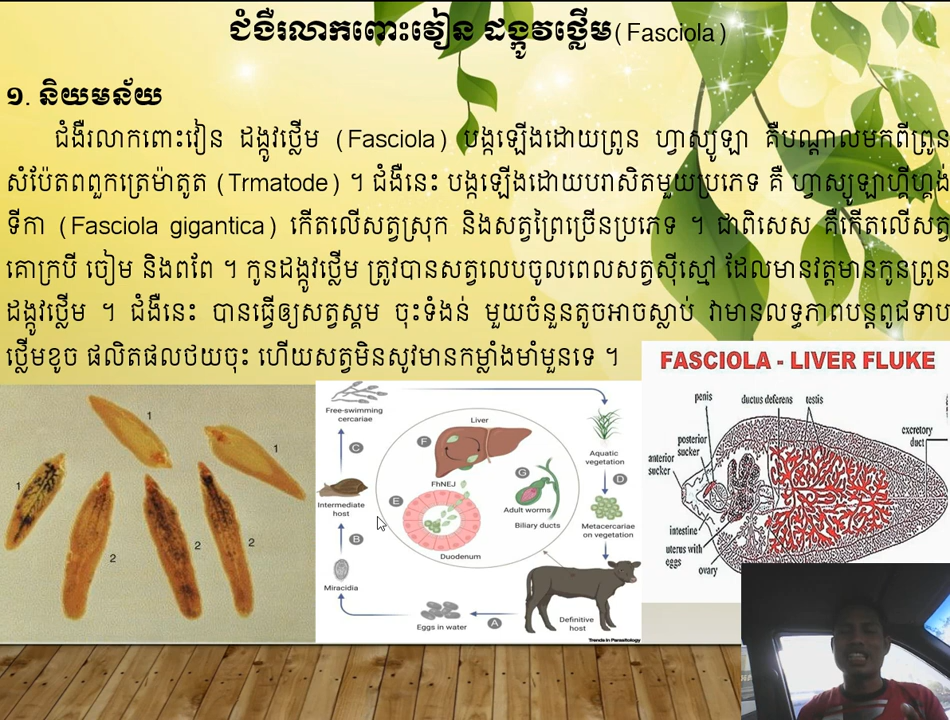 ជំងឺរលាកពោះវៀន ដង្កូវថ្លើម(Fasciola)
១. និយមន័យ
ជំងឺរលាកពោះវៀន ដង្កូវថ្លើម (Fasciola) បង្កឡើងដោយព្រូន ហ្វាស្យូឡា គឺបណ្តាលមកពីព្រូន
សំប៉ែតពពួកត្រេម៉ាតូត (Trmatode) ។ ជំងឺនេះ បង្កឡើងដោយបរាសិតមួយប្រភេទ គឺ ហ្វាស្យូឡាហ្គីហ្គង់
ទីកា (Fasciola gigantica) កើតលើសត្វស្រុក និងសត្វព្រៃច្រើនប្រភេទ ។ ជាពិសេស គឺកើតលើសត្វ
គោក្របី ចៀម និងពពែ ។ កូនដង្កូវថ្លើម ត្រូវបានសត្វលេបចូលពេលសត្វស៊ីស្មៅ ដែលមានវត្តមានកូនព្រូន
ដង្កូវថ្លើម ។ ជំងឺនេះ បានធ្វើឲ្យសត្វស្គម ចុះទំងន់ មួយចំនួនតូចអាចស្លាប់ វាមានលទ្ធភាពបន្តពូជទាប
ថ្លើមខូច ផលិតផលថយចុះ ហើយសត្វមិនសូវមានកម្លាំងមាំមួនទេ ។
1
1
1
2
2
2
Free-swimming
cercariae
C
Intermediate
host
B
Miracidia
Eggs in water
A
Definitive
host
Aquatic
vegetation
D
Metacercariae
on vegetation
Liver
F
FhNEJ
E
G
Adult worms
Biliary ducts
Duodenum
Trends in Parasitology
FASCIOLA - LIVER FLUKE
penis
ductus deferens
testis
excretory
duct
posterior
sucker
anterior
sucker
intestine
uterus with
eggs
ovary